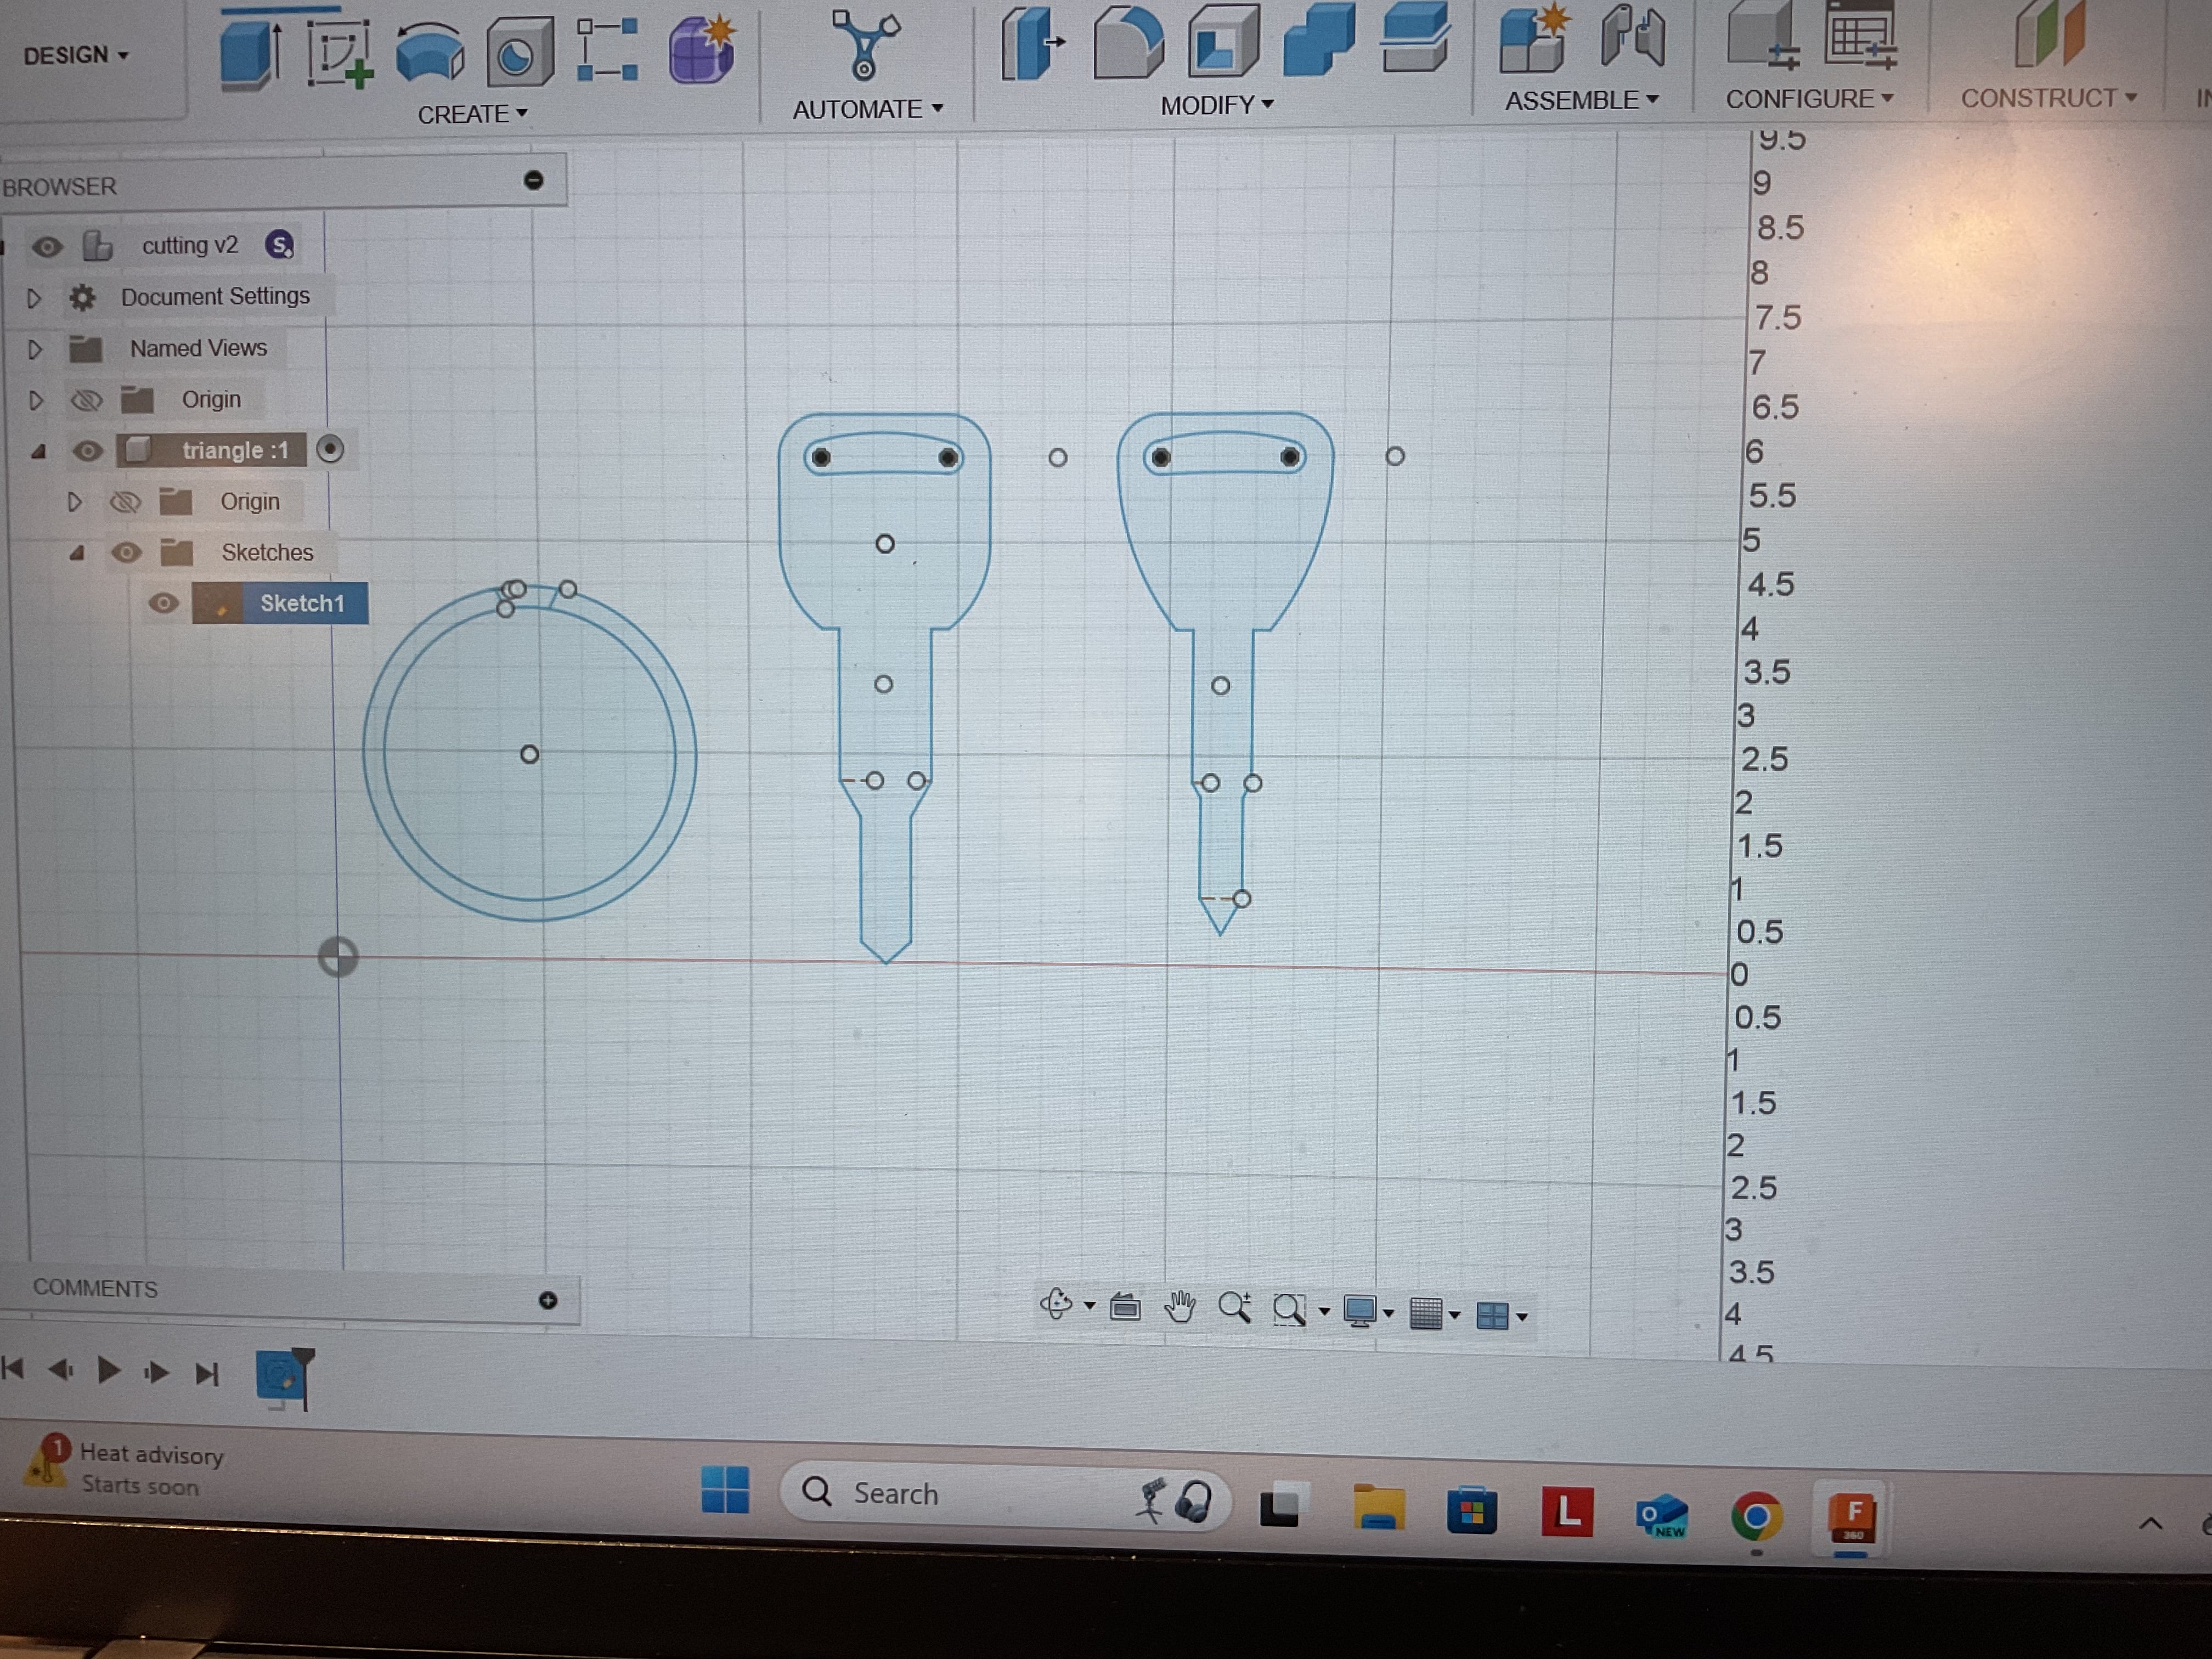 DESIGN
CREATE
AUTOMATE
MODIFY
ASSEMBLE
CONFIGURE
CONSTRUCT
BROWSER
cutting v2
S
Document Settings
Named Views
Origin
triangle :1
Origin
Sketches
Sketch1
9.5
9
8.5
8
7.5
7
6.5
6
5.5
5
4.5
4
3.5
3
2.5
2
1.5
1
0.5
0
0.5
1
1.5
2
2.5
3
3.5
4
4.5
COMMENTS
1
Heat advisory
Starts soon
Search
L
O
NEW
F
360